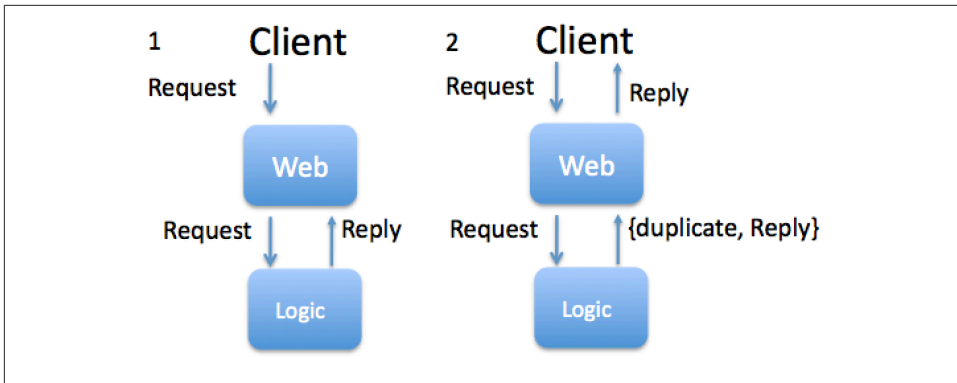 1
Client
Request
Web
Request
Reply
Logic
2
Client
Request
Reply
Web
Request
{duplicate, Reply}
Logic